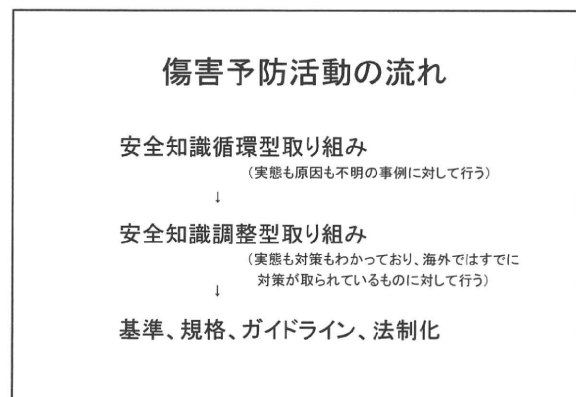 傷害予防活動の流れ
安全知識循環型取り組み
（実態も原因も不明の事例に対して行う）
↓
安全知識調整型取り組み
（実態も対策もわかっており、海外ではすでに
対策が取られているものに対して行う）
↓
基準、規格、ガイドライン、法制化